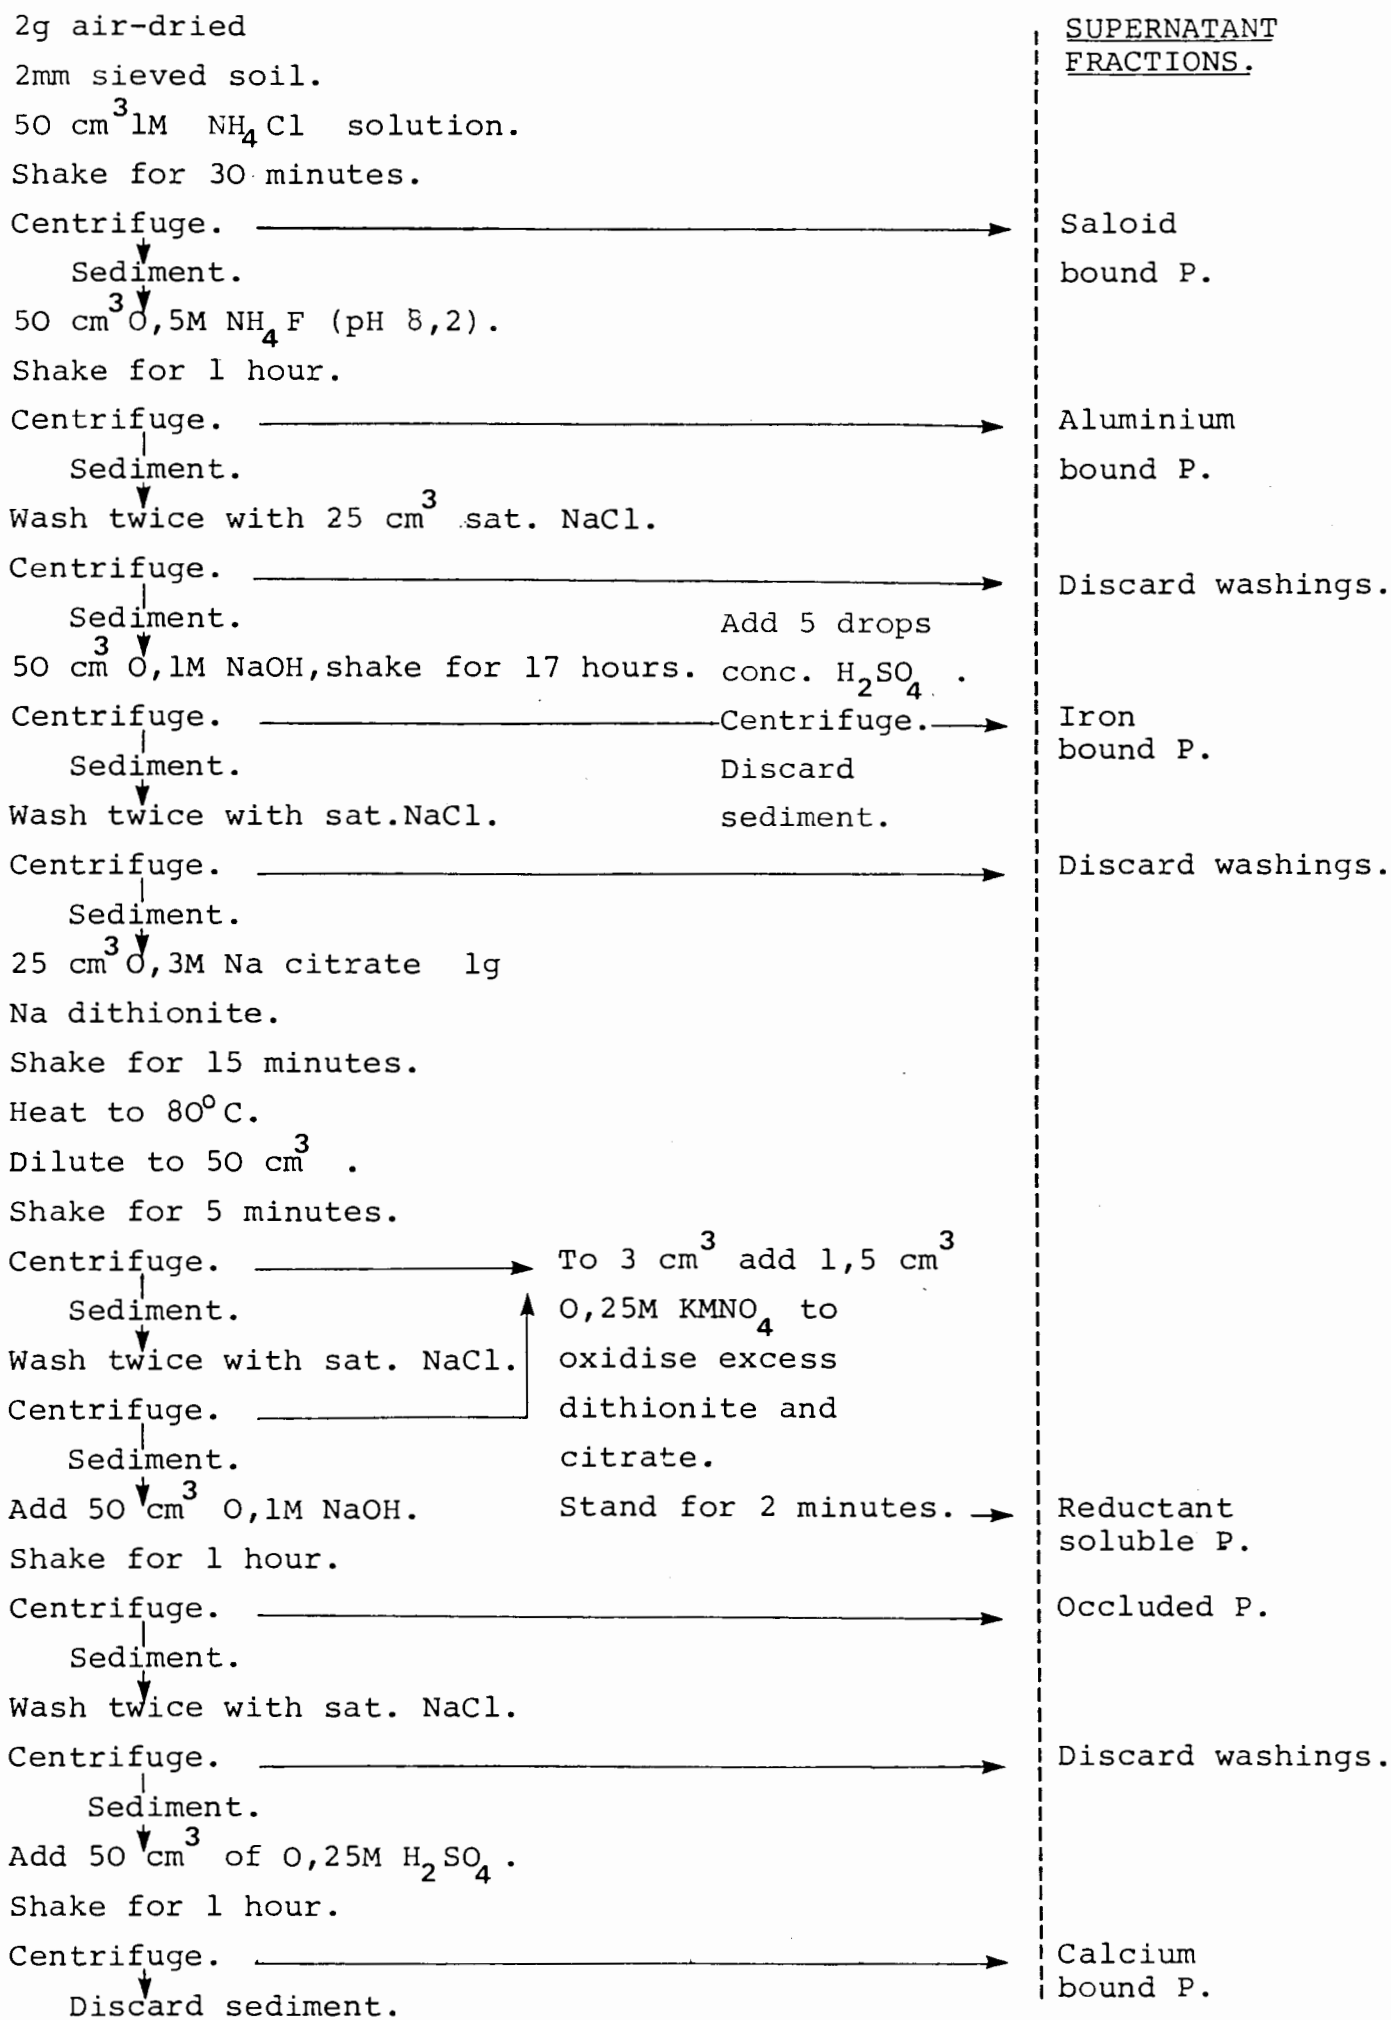 2g air-dried
2mm sieved soil.
50 cm³ 1M NH₄Cl solution.
Shake for 30 minutes.
Centrifuge.
Sediment.
50 cm³ 0,5M NH₄F (pH 8,2).
Shake for 1 hour.
Centrifuge.
Sediment.
Wash twice with 25 cm³ sat. NaCl.
Centrifuge.
Sediment.
50 cm³ 0,1M NaOH, shake for 17 hours.
Centrifuge.
Sediment.
Wash twice with sat.NaCl.
Centrifuge.
Sediment.
25 cm³ 0,3M Na citrate 1g
Na dithionite.
Shake for 15 minutes.
Heat to 80°C.
Dilute to 50 cm³ .
Shake for 5 minutes.
Centrifuge.
Sediment.
Wash twice with sat. NaCl.
Centrifuge.
Sediment.
Add 50 cm³ 0,1M NaOH.
Shake for 1 hour.
Centrifuge.
Sediment.
Wash twice with sat. NaCl.
Centrifuge.
Sediment.
Add 50 cm³ of 0,25M H₂SO₄ .
Shake for 1 hour.
Centrifuge.
Discard sediment.
Add 5 drops
conc. H₂SO₄ .
Centrifuge.
Discard
sediment.
To 3 cm³ add 1,5 cm³
0,25M KMNO₄ to
oxidise excess
dithionite and
citrate.
Stand for 2 minutes.
SUPERNATANT
FRACTIONS.
Saloid
bound P.
Aluminium
bound P.
Discard washings.
Iron
bound P.
Discard washings.
Reductant
soluble P.
Occluded P.
Discard washings.
Calcium
bound P.